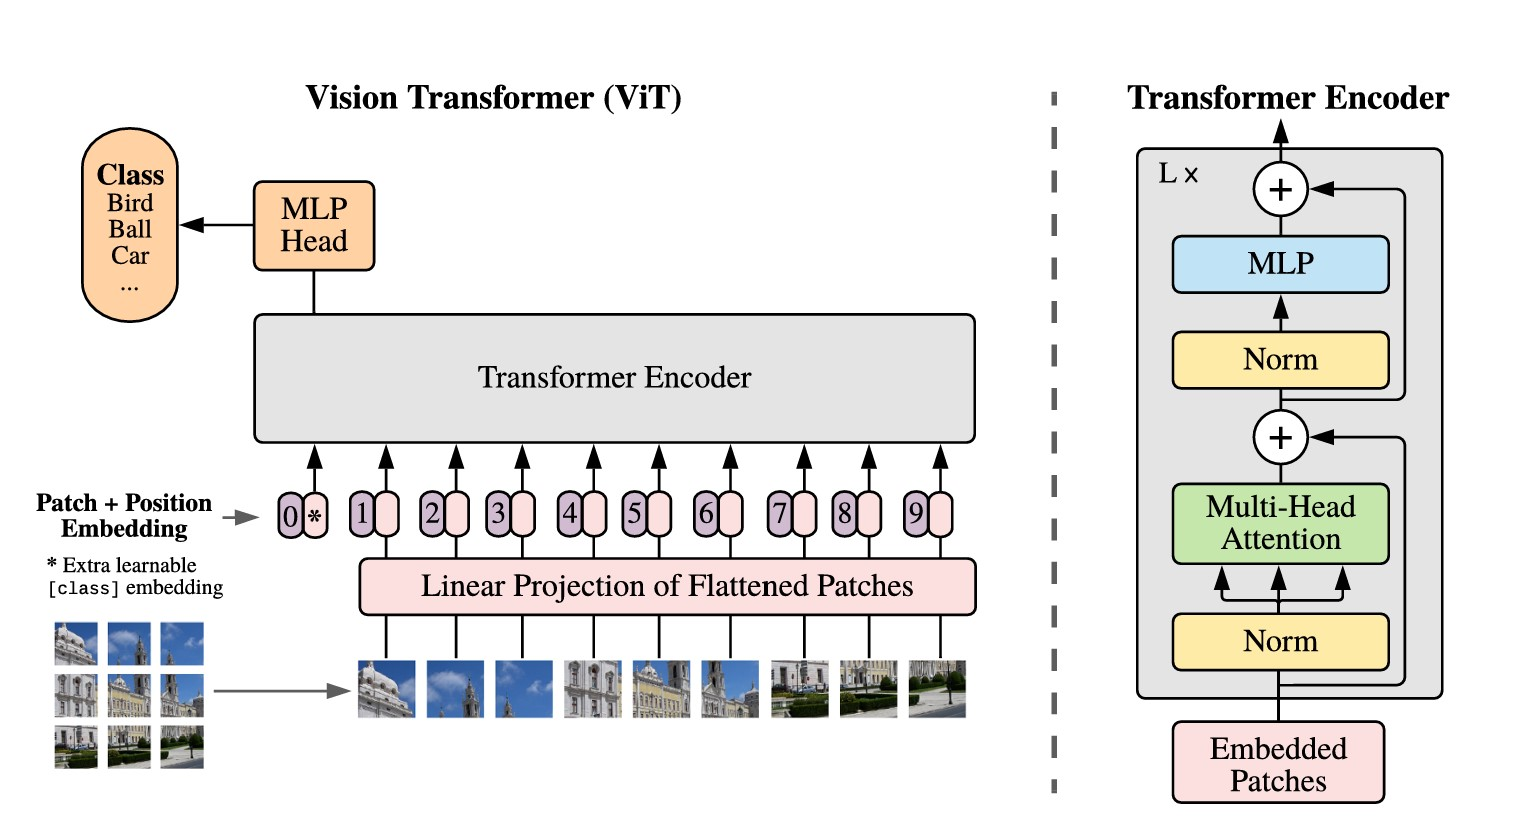 Vision Transformer (ViT)
Class
Bird
Ball
Car
...
MLP
Head
Transformer Encoder
Patch + Position
Embedding
0 * 1 2 3 4 5 6 7 8 9
* Extra learnable
[class] embedding
Linear Projection of Flattened Patches
Transformer Encoder
L x
+
MLP
Norm
+
Multi-Head
Attention
Norm
Embedded
Patches